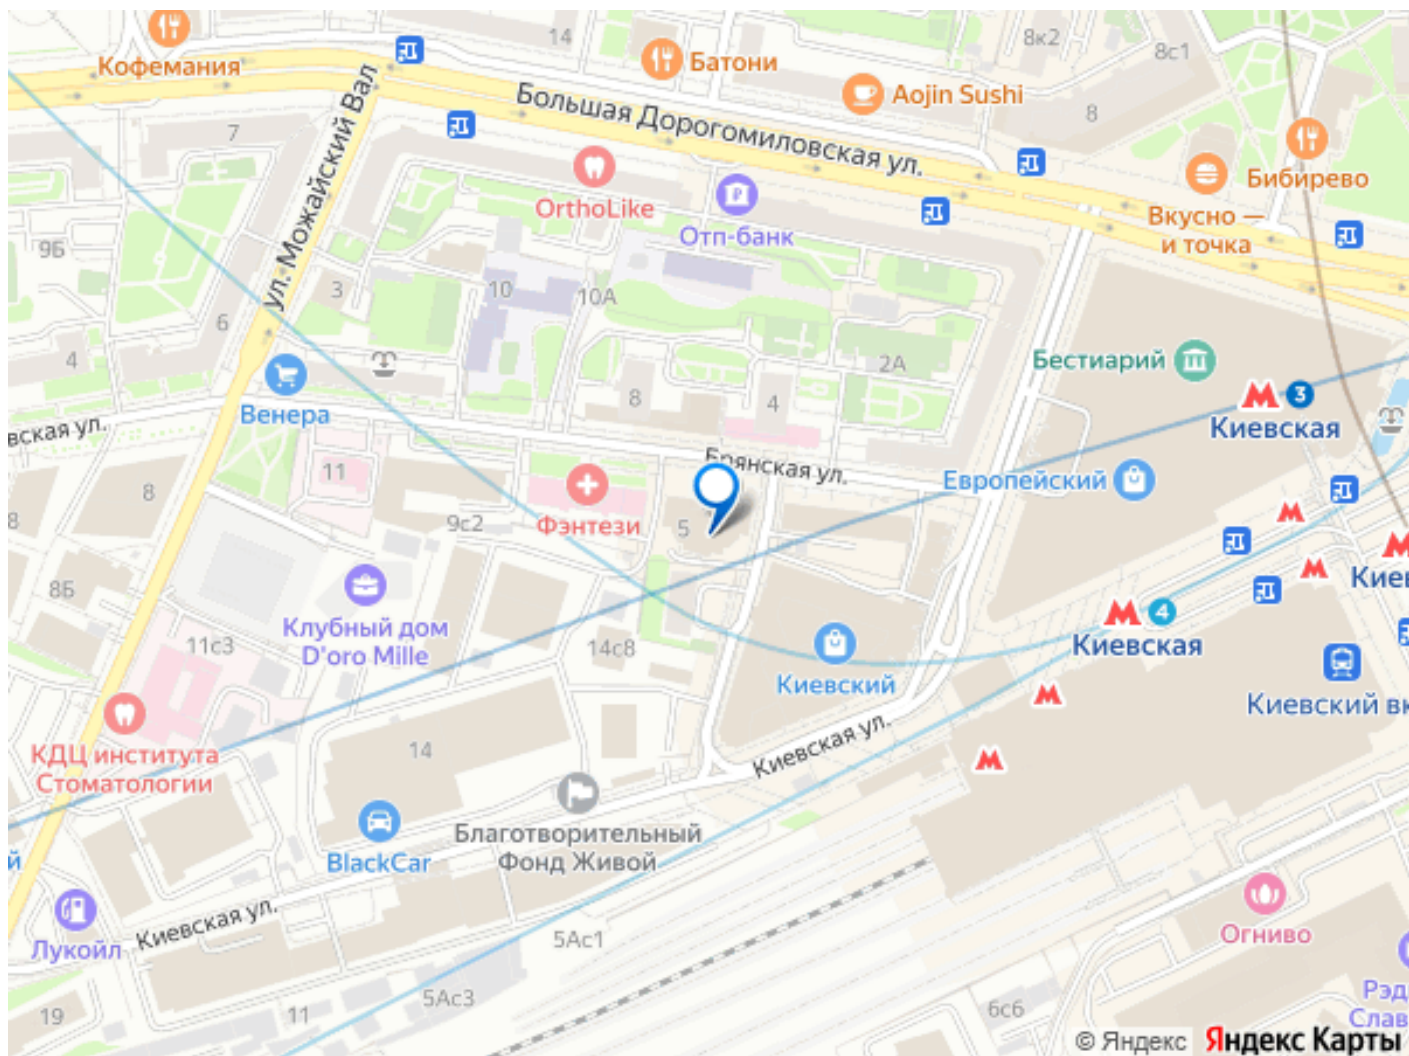 14
8к2
8с1
Кофемания
Батони
Aojin Sushi
Большая Дорогомиловская ул.
8
7
ул. Можайский Вал
OrthoLike
Отп-банк
Бибирево
Вкусно —
и точка
9Б
3
10
10А
6
4
2А
Бестиарий
3
Киевская
Венера
8
4
вская ул.
Брянская ул.
11
Европейский
8
8
9с2
Фэнтези
5
8Б
Клубный дом
D'oro Mille
11с3
14с8
4
Киевская
Киев
Киевский
Киевский вк
КДЦ института
Стоматологии
14
Киевская ул.
BlackCar
Благотворительный
Фонд Живой
й
Лукойл
Киевская ул.
5Ас1
Огниво
5Ас3
19
11
6с6
Рэд
Слав
© Яндекс Яндекс Карты